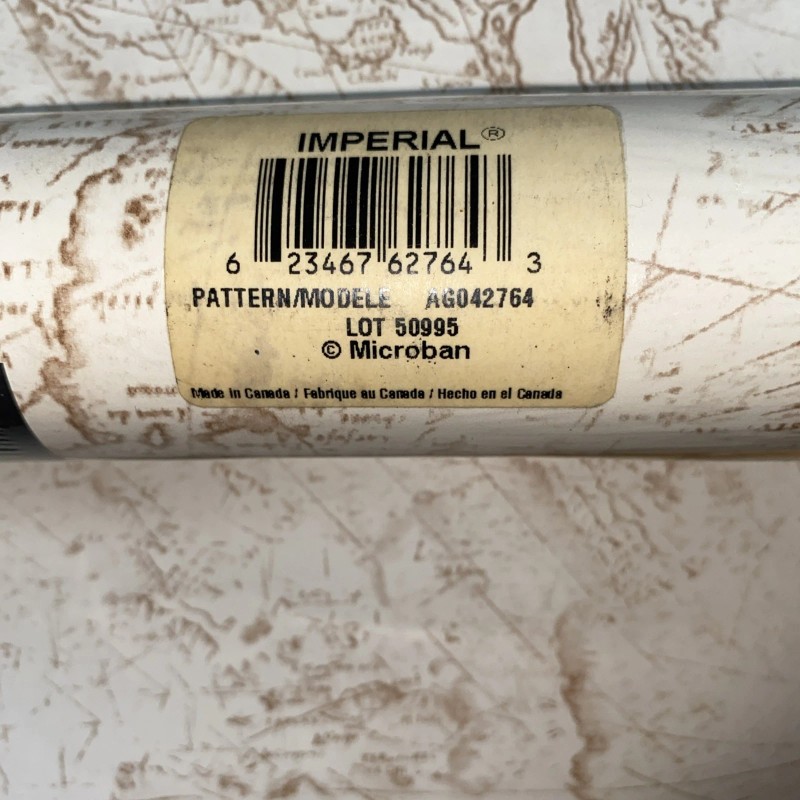 IMPERIAL®
6 23467 62764 3
PATTERN/MODELE AG042764
LOT 50995
© Microban
Made in Canada / Fabrique au Canada / Hecho en el Canada